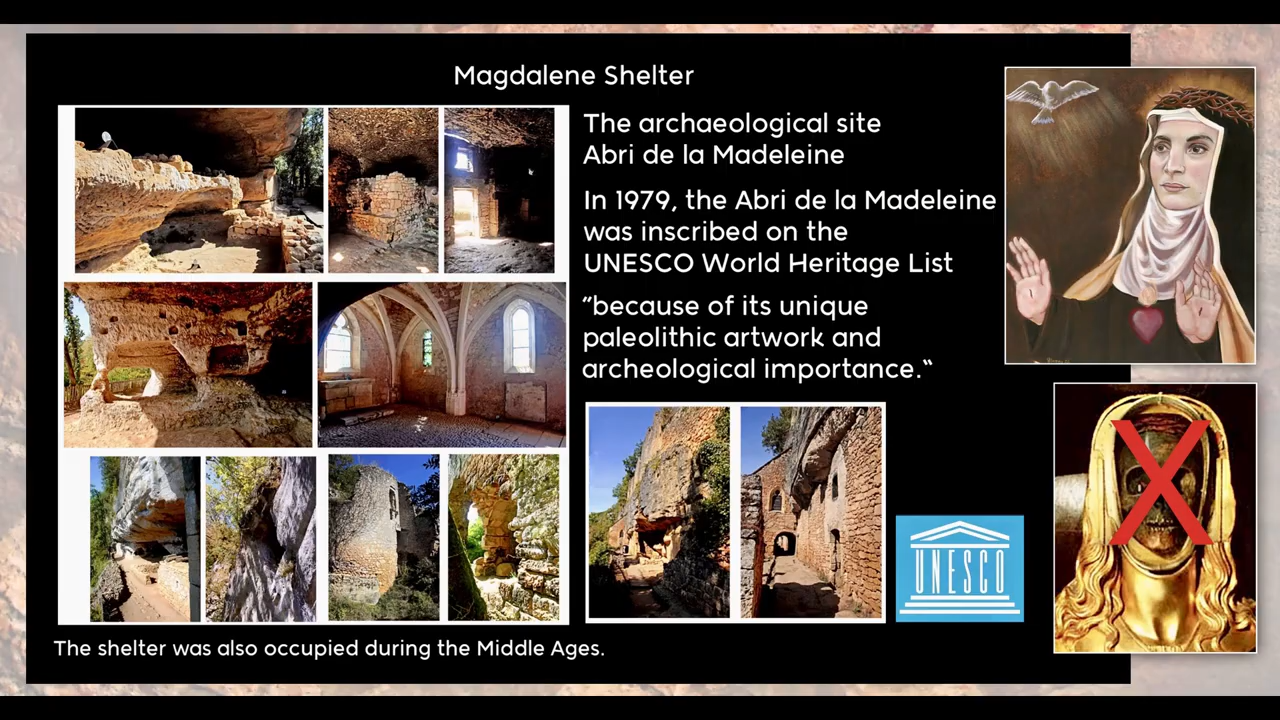 Magdalene Shelter
The archaeological site
Abri de la Madeleine
In 1979, the Abri de la Madeleine
was inscribed on the
UNESCO World Heritage List
“because of its unique
paleolithic artwork and
archeological importance.“
UNESCO
The shelter was also occupied during the Middle Ages.